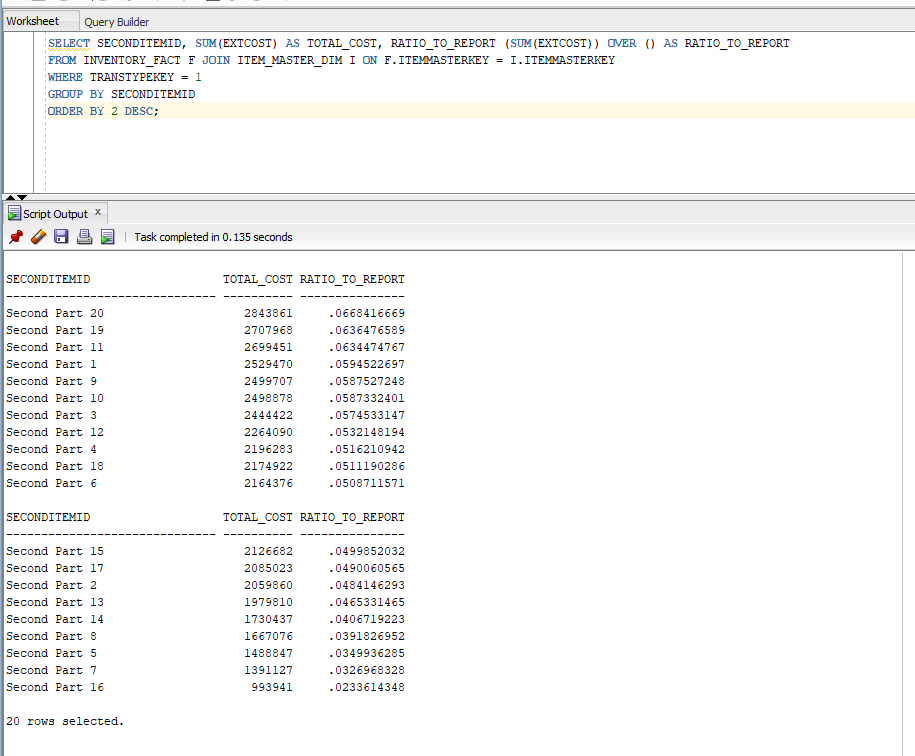 Worksheet Query Builder
SELECT SECONDITEMID, SUM(EXTCOST) AS TOTAL_COST, RATIO_TO_REPORT (SUM(EXTCOST)) OVER () AS RATIO_TO_REPORT
FROM INVENTORY_FACT F JOIN ITEM_MASTER_DIM I ON F.ITEMMASTERKEY = I.ITEMMASTERKEY
WHERE TRANSTYPEKEY = 1
GROUP BY SECONDITEMID
ORDER BY 2 DESC;
Script Output x
Task completed in 0.135 seconds
SECONDITEMID TOTAL_COST RATIO_TO_REPORT
------------------------------ ---------- ---------------
Second Part 20 2843861 .0668416669
Second Part 19 2707968 .0636476589
Second Part 11 2699451 .0634474767
Second Part 1 2529470 .0594522697
Second Part 9 2499707 .0587527248
Second Part 10 2498878 .0587332401
Second Part 3 2444422 .0574533147
Second Part 12 2264090 .0532148194
Second Part 4 2196283 .0516210942
Second Part 18 2174922 .0511190286
Second Part 6 2164376 .0508711571
SECONDITEMID TOTAL_COST RATIO_TO_REPORT
------------------------------ ---------- ---------------
Second Part 15 2126682 .0499852032
Second Part 17 2085023 .0490060565
Second Part 2 2059860 .0484146293
Second Part 13 1979810 .0465331465
Second Part 14 1730437 .0406719223
Second Part 8 1667076 .0391826952
Second Part 5 1488847 .0349936285
Second Part 7 1391127 .0326968328
Second Part 16 993941 .0233614348
20 rows selected.